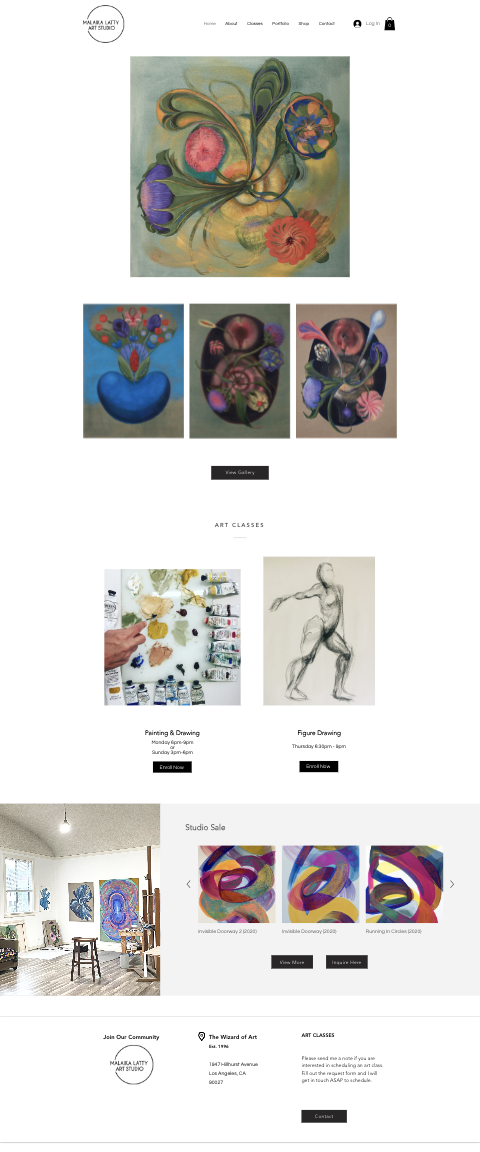 MALAIKA LATTY
ART STUDIO
Home About Classes Portfolio Shop Contact Log In 0
View Gallery
ART CLASSES
Painting & Drawing
Monday 6pm-9pm
or
Sunday 3pm-6pm
Enroll Now
Figure Drawing
Thursday 6:30pm - 9pm
Enroll Now
Studio Sale
Invisible Doorway 2 (2020)
Invisible Doorway (2020)
Running In Circles (2020)
View More
Inquire Here
Join Our Community
MALAIKA LATTY
ART STUDIO
The Wizard of Art
Est. 1996
1947 Hillhurst Avenue
Los Angeles, CA
90027
ART CLASSES
Please send me a note if you are
interested in scheduling an art class.
Fill out the request form and I will
get in touch ASAP to schedule.
Contact